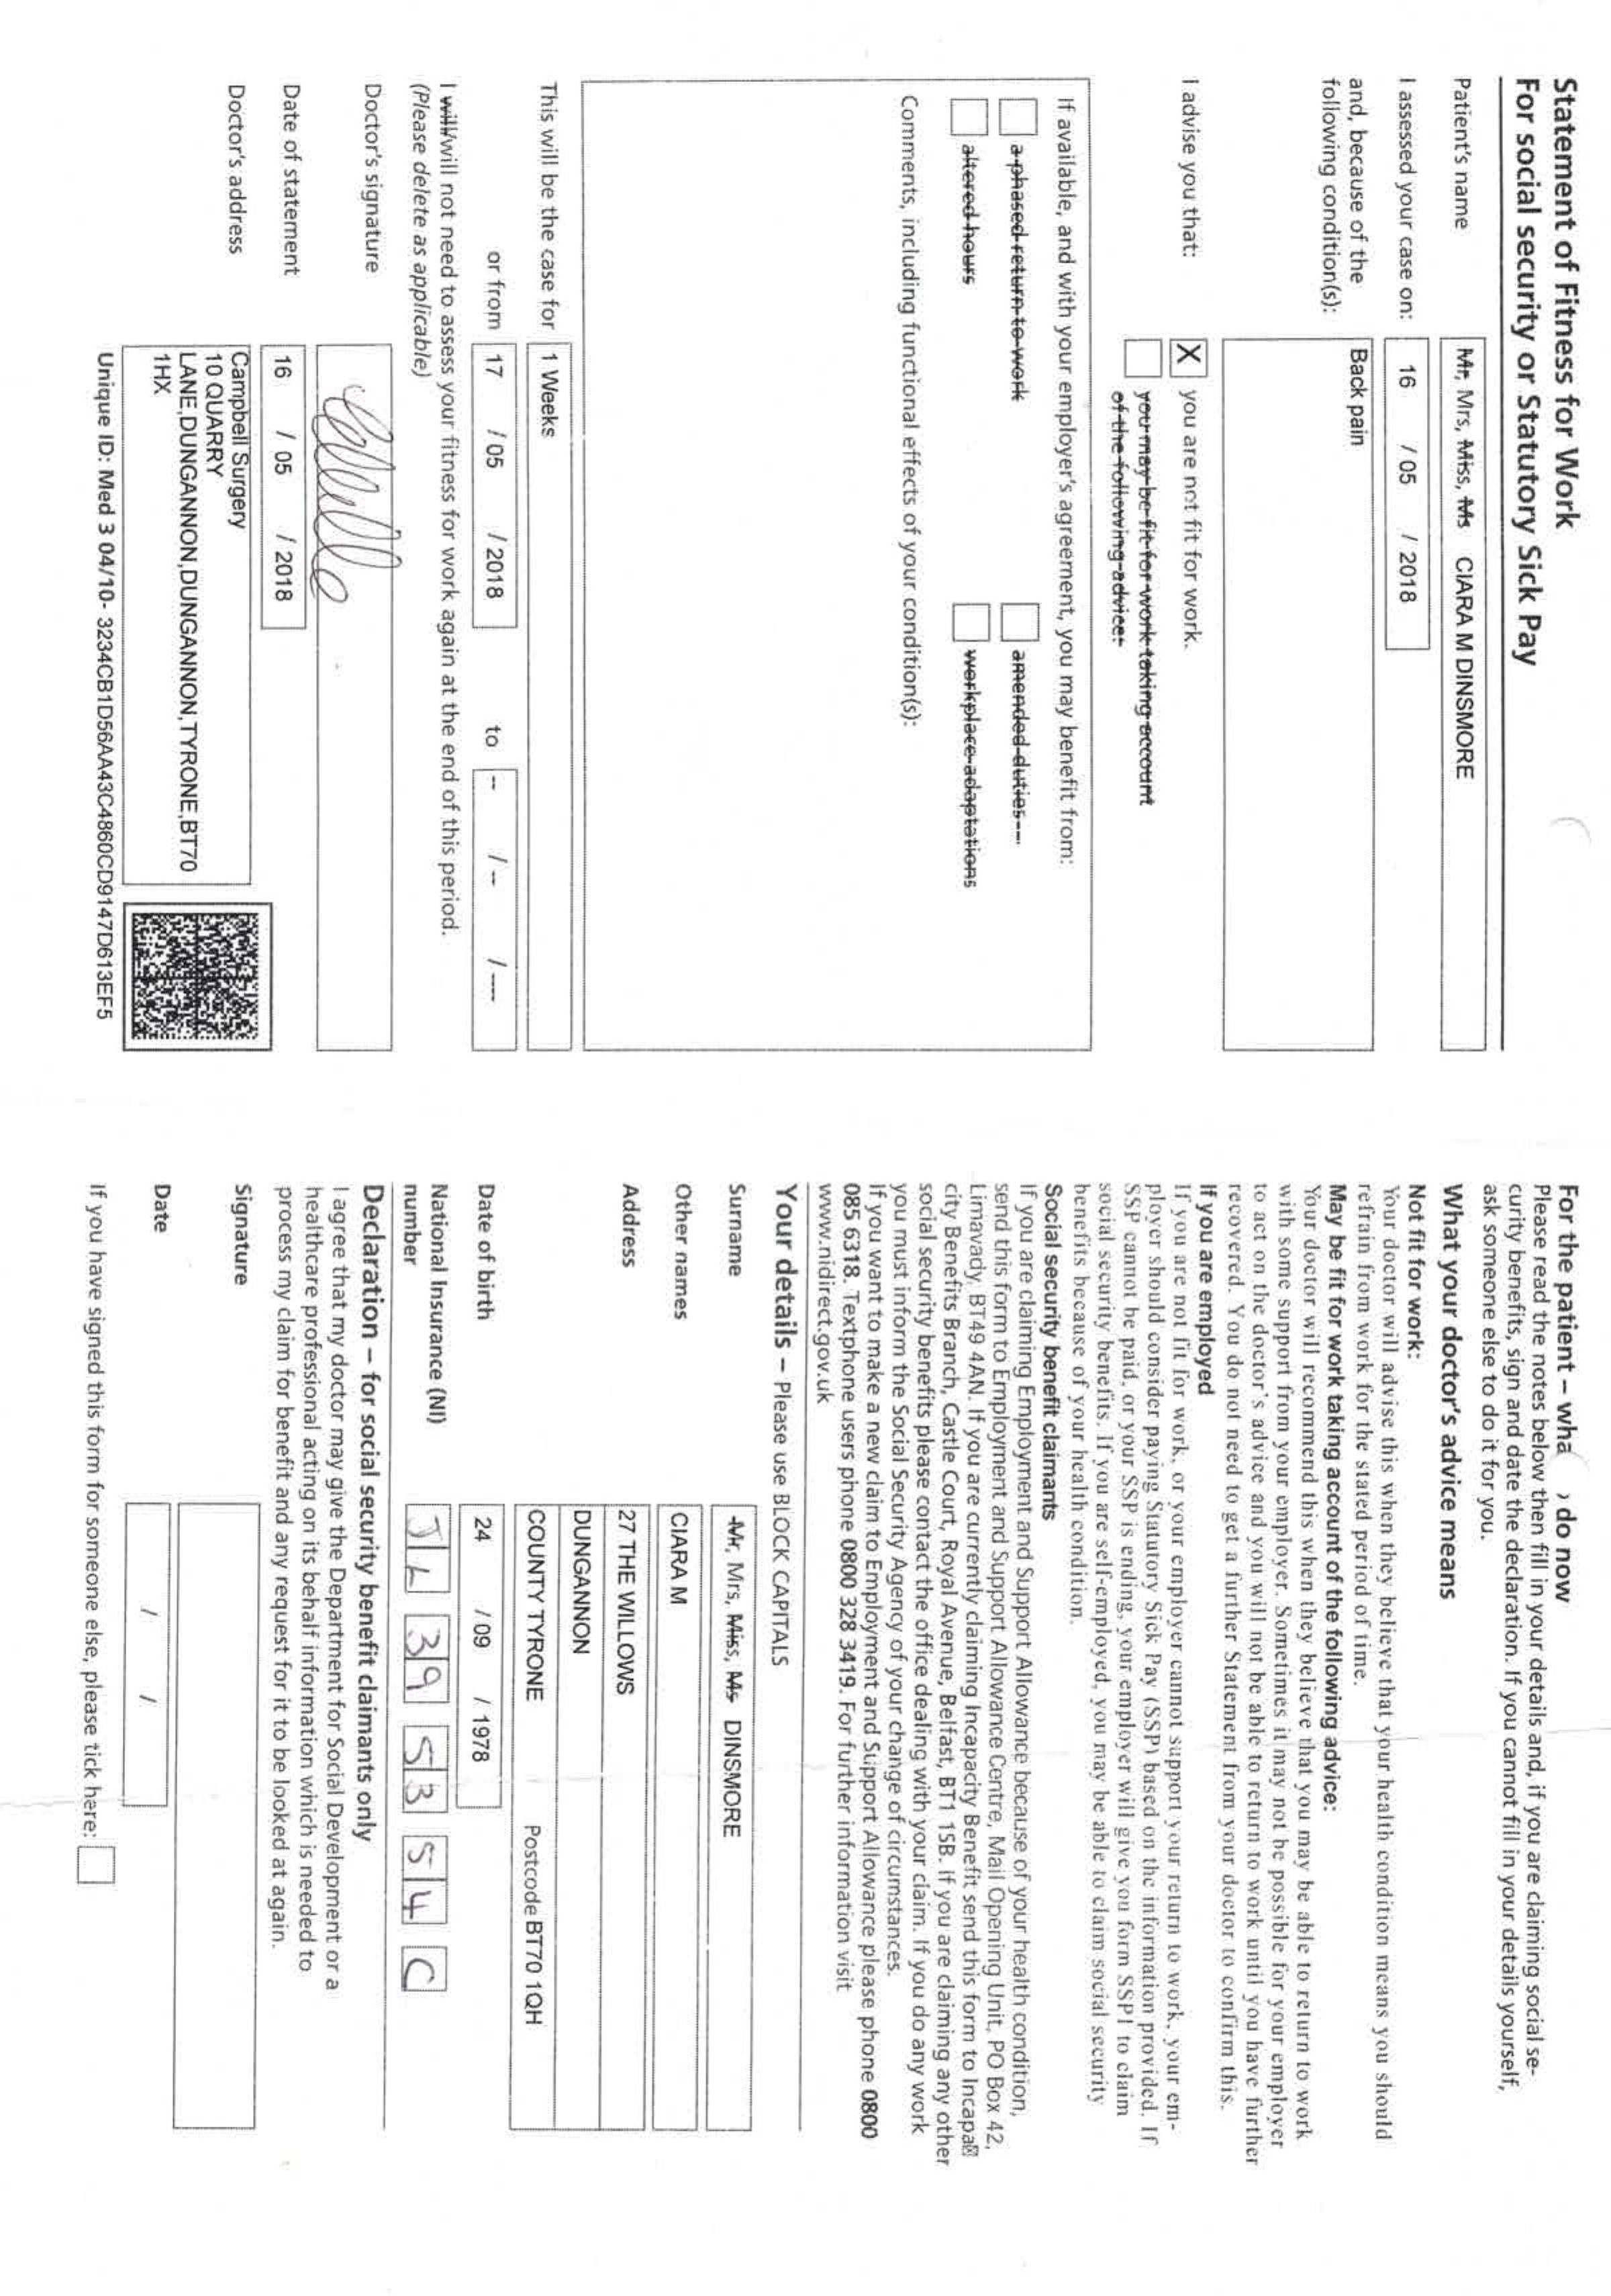 Statement of Fitness for Work
For social security or Statutory Sick Pay
Patient's name
Mr, Mrs, Miss, Ms CIARA M DINSMORE
I assessed your case on:
16 / 05 / 2018
and, because of the
following condition(s):
Back pain
I advise you that:
X you are not fit for work.
you may be fit for work taking account
of the following advice:
If available, and with your employer's agreement, you may benefit from:
a phased return to work
amended duties
altered hours
workplace adaptations
Comments, including functional effects of your condition(s):
This will be the case for
1 Weeks
or from 17 / 05 / 2018 to -- / -- / ----
I will/will not need to assess your fitness for work again at the end of this period.
(Please delete as applicable)
Doctor's signature
Date of statement
16 / 05 / 2018
Doctor's address
Campbell Surgery
10 QUARRY
LANE,DUNGANNON,DUNGANNON,TYRONE,BT70
1HX
Unique ID: Med 3 04/10- 3234CB1D56AA43C4860CD9147D613EF5
For the patient – wha do now
Please read the notes below then fill in your details and, if you are claiming social se-
curity benefits, sign and date the declaration. If you cannot fill in your details yourself,
ask someone else to do it for you.
What your doctor's advice means
Not fit for work:
Your doctor will advise this when they believe that your health condition means you should
refrain from work for the stated period of time.
May be fit for work taking account of the following advice:
Your doctor will recommend this when they believe that you may be able to return to work
with some support from your employer. Sometimes it may not be possible for your employer
to act on the doctor's advice and you will not be able to return to work until you have further
recovered. You do not need to get a further Statement from your doctor to confirm this.
If you are employed
If you are not fit for work, or your employer cannot support your return to work, your em-
ployer should consider paying Statutory Sick Pay (SSP) based on the information provided. If
SSP cannot be paid, or your SSP is ending, your employer will give you form SSP1 to claim
social security benefits. If you are self-employed, you may be able to claim social security
benefits because of your health condition.
Social security benefit claimants
If you are claiming Employment and Support Allowance because of your health condition,
send this form to Employment and Support Allowance Centre, Mail Opening Unit, PO Box 42,
Limavady, BT49 4AN. If you are currently claiming Incapacity Benefit send this form to Incapa
city Benefits Branch, Castle Court, Royal Avenue, Belfast, BT1 1SB. If you are claiming any other
social security benefits please contact the office dealing with your claim. If you do any work
you must inform the Social Security Agency of your change of circumstances.
If you want to make a new claim to Employment and Support Allowance please phone 0800
085 6318. Textphone users phone 0800 328 3419. For further information visit
www.nidirect.gov.uk
Your details – Please use BLOCK CAPITALS
Surname
Mr, Mrs, Miss, Ms DINSMORE
Other names
CIARA M
Address
27 THE WILLOWS
DUNGANNON
COUNTY TYRONE Postcode BT70 1QH
Date of birth
24 / 09 / 1978
National Insurance (NI)
number
JL 39 53 54 C
Declaration – for social security benefit claimants only
I agree that my doctor may give the Department for Social Development or a
healthcare professional acting on its behalf information which is needed to
process my claim for benefit and any request for it to be looked at again.
Signature
Date
/ /
If you have signed this form for someone else, please tick here: